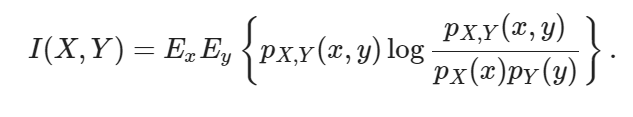 I(X, Y) = E_x E_y { p_{X,Y}(x, y) log \frac{p_{X,Y}(x, y)}{p_X(x) p_Y(y)} } .